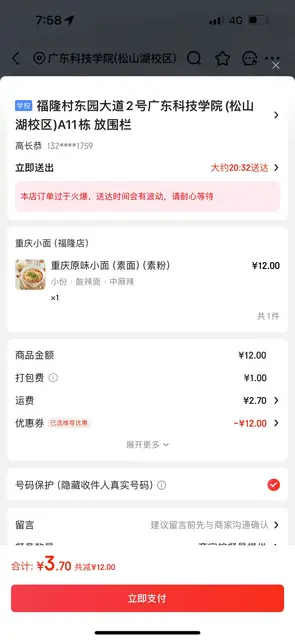 7:58
4G
广东科技学院(松山湖校区)
学校 福隆村东园大道2号广东科技学院(松山
湖校区)A11栋 放围栏
高长恭 132****1759
立即送出 大约20:32送达
本店订单过于火爆，送达时间会有波动，请耐心等待
重庆小面（福隆店）
重庆原味小面（素面）（素粉） ¥12.00
小份 · 酸辣面 · 中麻辣
×1
共1件
商品金额 ¥12.00
打包费 ¥1.00
运费 ¥2.70
优惠券 已选推荐优惠 -¥12.00
展开更多
号码保护（隐藏收件人真实号码）
留言 建议留言前先与商家沟通确认
合计: ¥3.70 共减¥12.00
立即支付